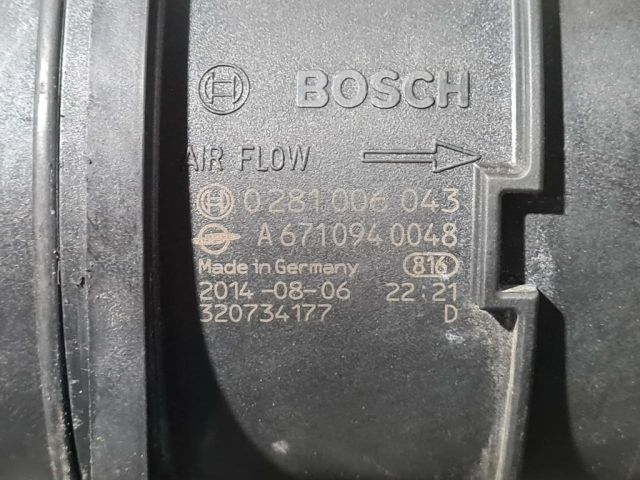 BOSCH
AIR FLOW
0 281 006 043
A 671 094 0048
Made in Germany 816
2014-08-06 22:21
320734177 D